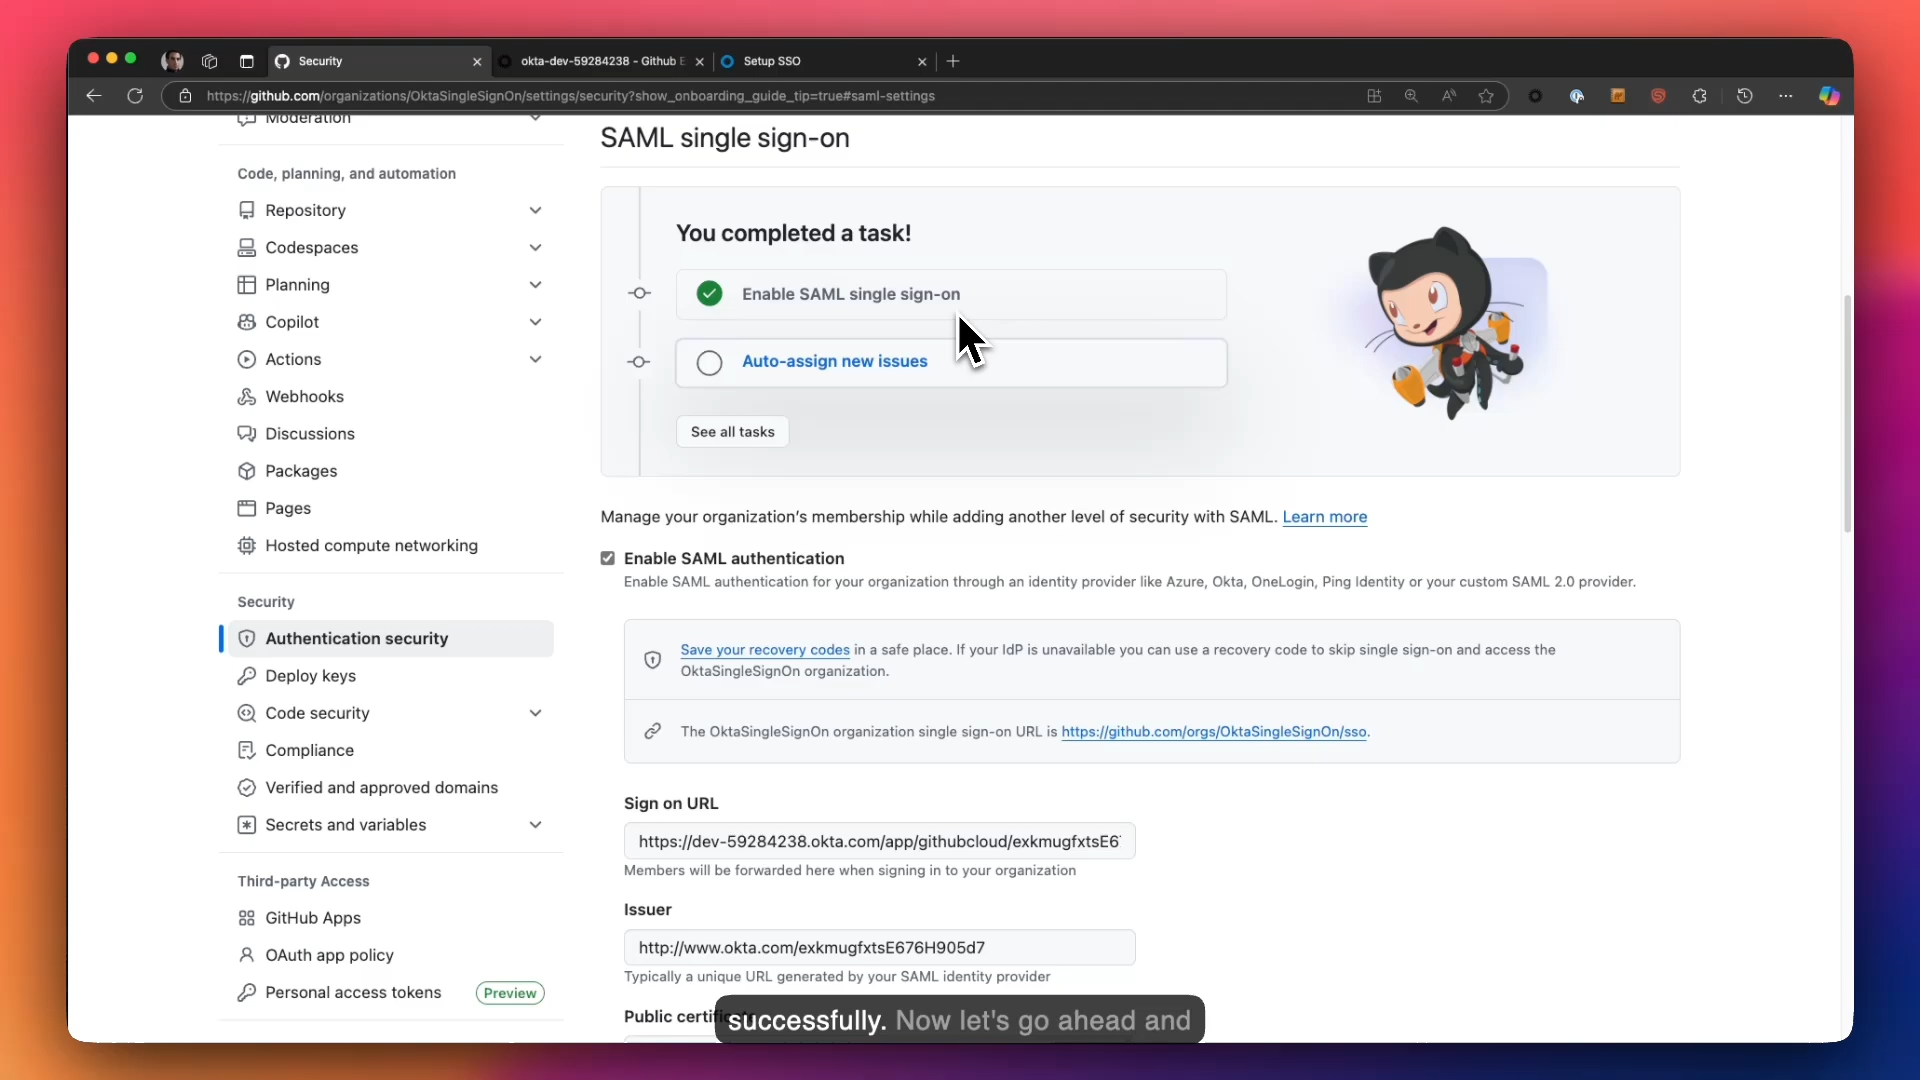 Security
okta-dev-59284238 - Github E
Setup SSO
https://github.com/organizations/OktaSingleSignOn/settings/security?show_onboarding_guide_tip=true#saml-settings
Moderation
Code, planning, and automation
Repository
Codespaces
Planning
Copilot
Actions
Webhooks
Discussions
Packages
Pages
Hosted compute networking
Security
Authentication security
Deploy keys
Code security
Compliance
Verified and approved domains
Secrets and variables
Third-party Access
GitHub Apps
OAuth app policy
Personal access tokens
Preview
SAML single sign-on
You completed a task!
Enable SAML single sign-on
Auto-assign new issues
See all tasks
Manage your organization's membership while adding another level of security with SAML. Learn more
Enable SAML authentication
Enable SAML authentication for your organization through an identity provider like Azure, Okta, OneLogin, Ping Identity or your custom SAML 2.0 provider.
Save your recovery codes in a safe place. If your IdP is unavailable you can use a recovery code to skip single sign-on and access the
OktaSingleSignOn organization.
The OktaSingleSignOn organization single sign-on URL is https://github.com/orgs/OktaSingleSignOn/sso.
Sign on URL
https://dev-59284238.okta.com/app/githubcloud/exkmugfxtsE6
Members will be forwarded here when signing in to your organization
Issuer
http://www.okta.com/exkmugfxtsE676H905d7
Typically a unique URL generated by your SAML identity provider
Public certific
successfully. Now let's go ahead and